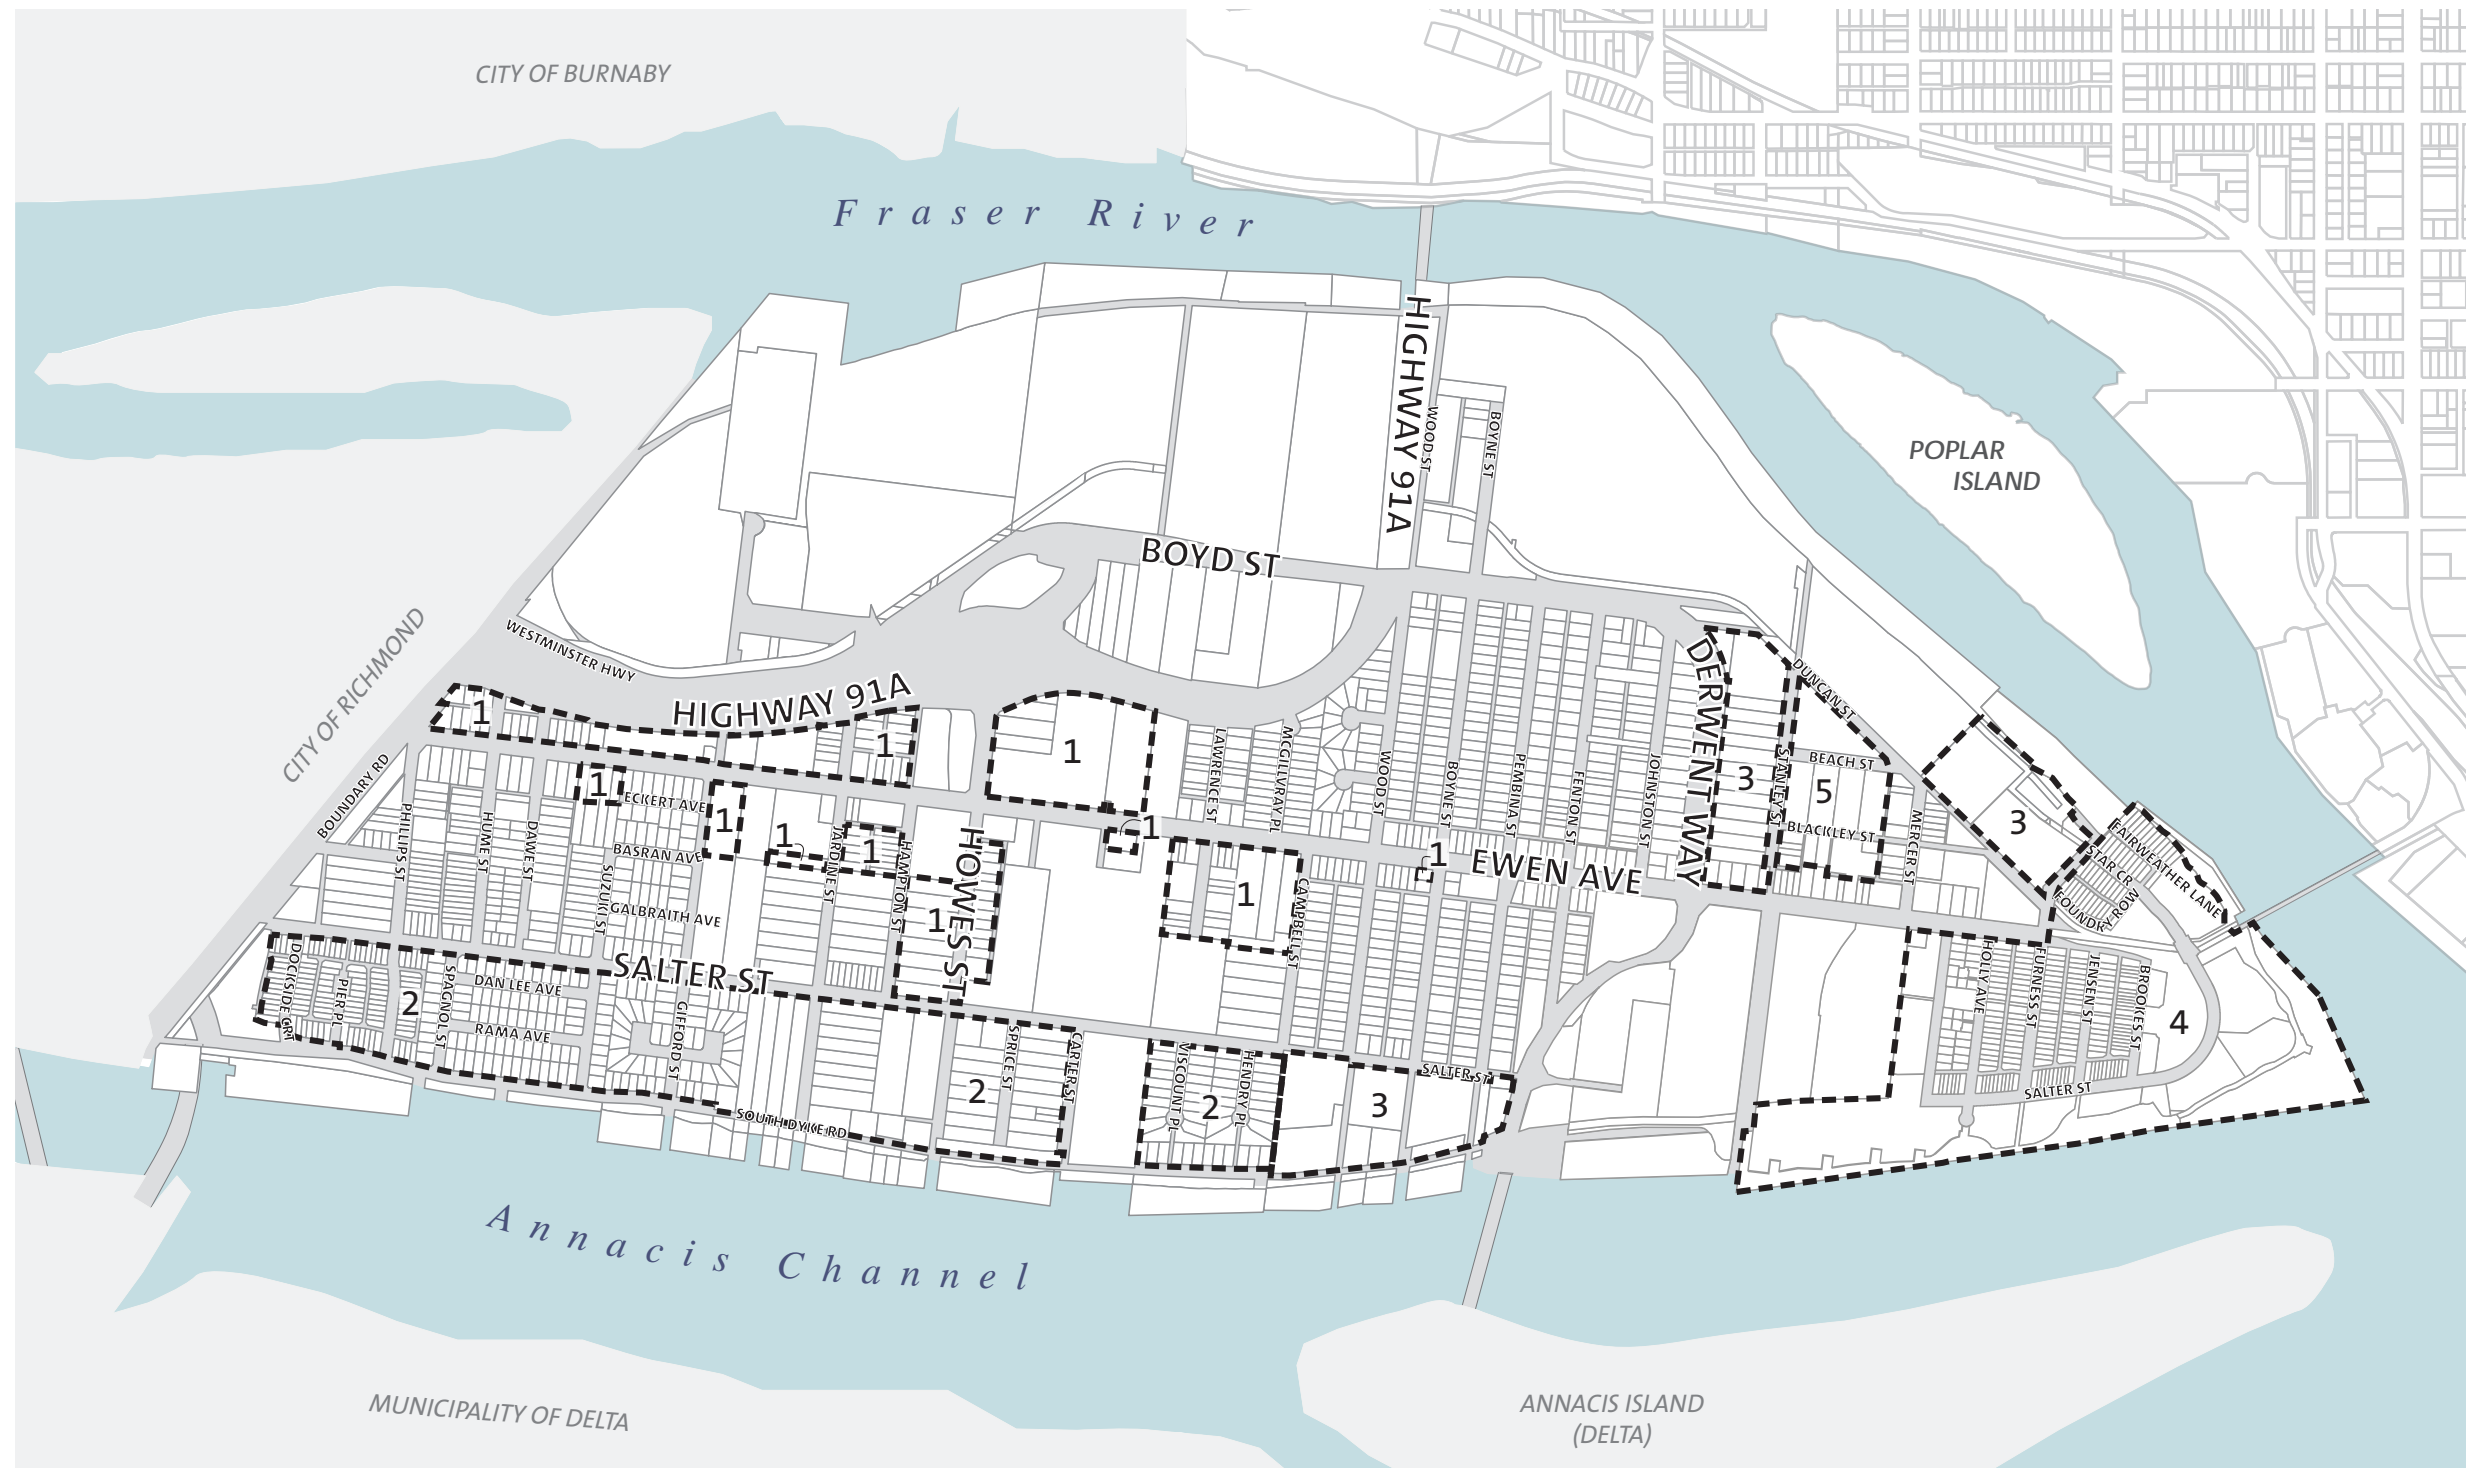 CITY OF BURNABY
Fraser River
HIGHWAY 91A
WOOD ST
BOYNE ST
POPLAR
ISLAND
BOYD ST
CITY OF RICHMOND
WESTMINSTER HWY
HIGHWAY 91A
DERWENT WAY
DUNCAN ST
1
1
1
BOUNDARY RD
LAWRENCE ST
MCGILLVRAY PL
WOOD ST
BOYNE ST
PEMBINA ST
FENTON ST
JOHNSTON ST
3
STANLEY ST
BEACH ST
5
BLACKLEY ST
MERCER ST
3
1
ECKERT AVE
1
1
1
1
1
EWEN AVE
PHILLIPS ST
HUME ST
DAWE ST
BASRAN AVE
JARDINE ST
HAMPTON ST
HOWES ST
STAR CR
FAIRWEATHER LANE
FOUNDRY ROW
SUZUKI ST
GALBRAITH AVE
1
1
CAMPBELL ST
SALTER ST
DOCKSIDE CRT
PIER PL
2
SPAGNOL ST
DAN LEE AVE
RAMA AVE
GIFFORD ST
HOLLY AVE
FURNESS ST
JENSEN ST
BROOKES ST
4
2
SPRICE ST
CARTER ST
VISCOUNT PL
2
HENDRY PL
3
SALTER ST
SALTER ST
SOUTH DYKE RD
Annacis Channel
MUNICIPALITY OF DELTA
ANNACIS ISLAND
(DELTA)